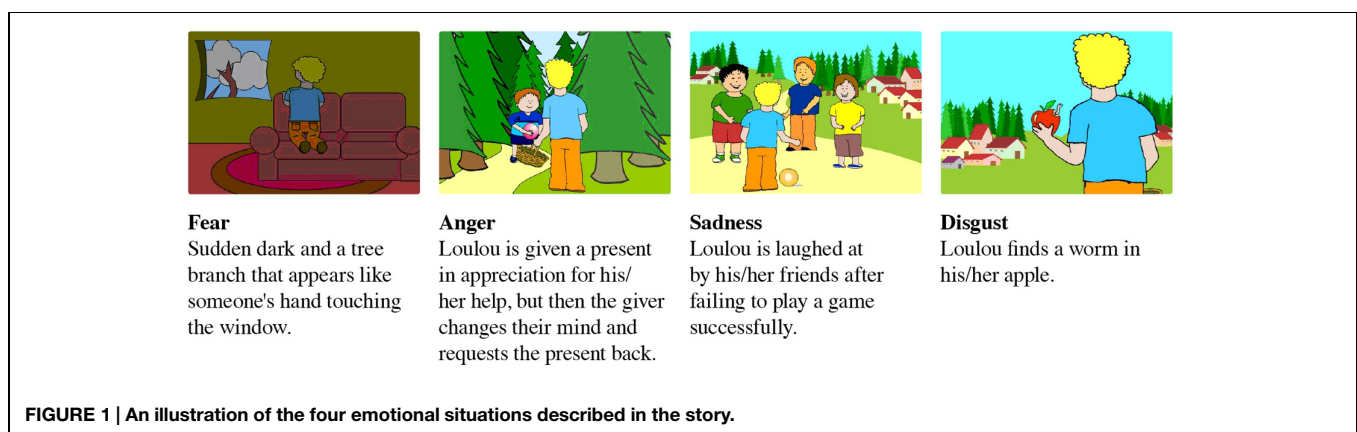 Fear
Sudden dark and a tree
branch that appears like
someone's hand touching
the window.
Anger
Loulou is given a present
in appreciation for his/
her help, but then the giver
changes their mind and
requests the present back.
Sadness
Loulou is laughed at
by his/her friends after
failing to play a game
successfully.
Disgust
Loulou finds a worm in
his/her apple.
FIGURE 1 | An illustration of the four emotional situations described in the story.